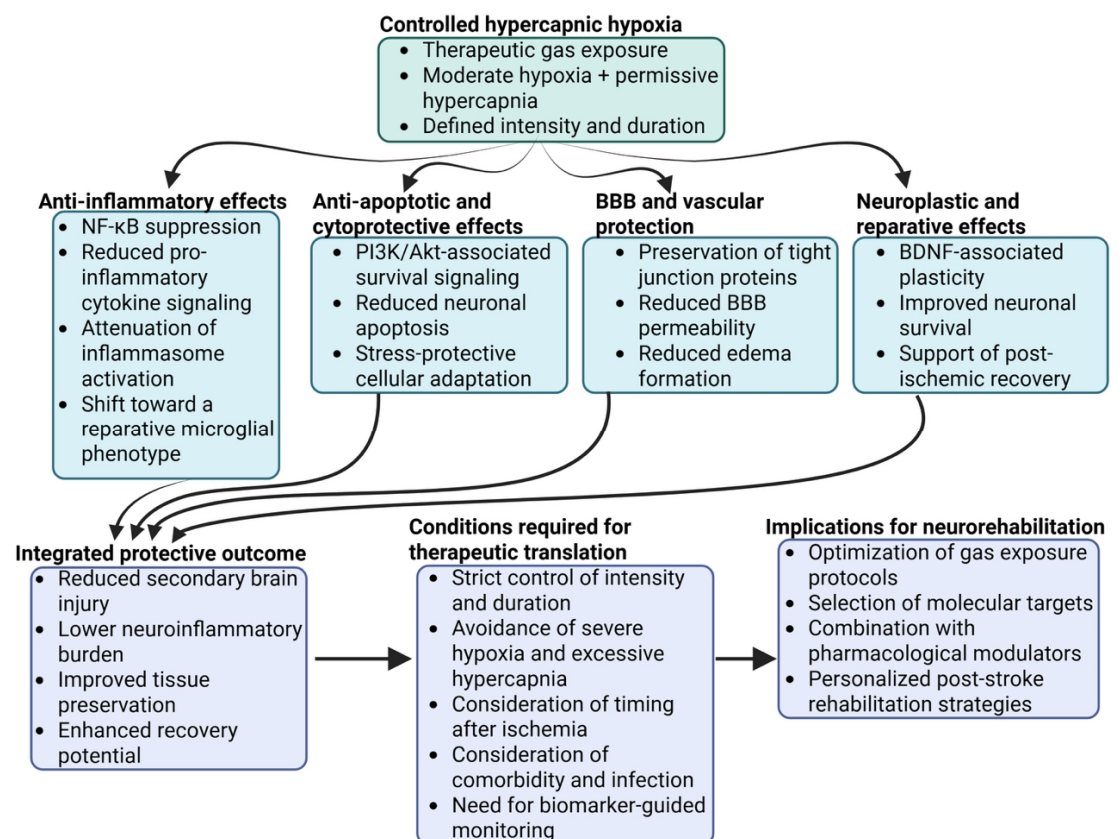 Controlled hypercapnic hypoxia
• Therapeutic gas exposure
• Moderate hypoxia + permissive
hypercapnia
• Defined intensity and duration
Anti-inflammatory effects
• NF-κB suppression
• Reduced pro-
inflammatory
cytokine signaling
• Attenuation of
inflammasome
activation
• Shift toward a
reparative microglial
phenotype
Anti-apoptotic and
cytoprotective effects
• PI3K/Akt-associated
survival signaling
• Reduced neuronal
apoptosis
• Stress-protective
cellular adaptation
BBB and vascular
protection
• Preservation of tight
junction proteins
• Reduced BBB
permeability
• Reduced edema
formation
Neuroplastic and
reparative effects
• BDNF-associated
plasticity
• Improved neuronal
survival
• Support of post-
ischemic recovery
Integrated protective outcome
• Reduced secondary brain
injury
• Lower neuroinflammatory
burden
• Improved tissue
preservation
• Enhanced recovery
potential
Conditions required for
therapeutic translation
• Strict control of intensity
and duration
• Avoidance of severe
hypoxia and excessive
hypercapnia
• Consideration of timing
after ischemia
• Consideration of
comorbidity and infection
• Need for biomarker-guided
monitoring
Implications for neurorehabilitation
• Optimization of gas exposure
protocols
• Selection of molecular targets
• Combination with
pharmacological modulators
• Personalized post-stroke
rehabilitation strategies